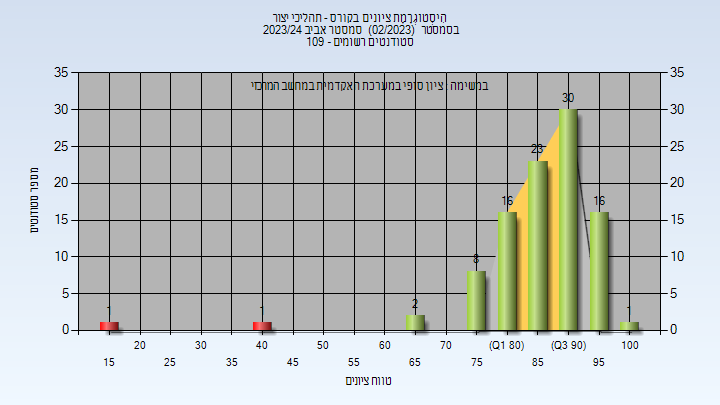 היסטוגרמת ציונים בקורס - תהליכי יצור
בסמסטר (02/2023) סמסטר אביב 2023/24
סטודנטים רשומים - 109
במשימה : ציון סופי במערכת האקדמית במחשב המרכזי
35 35
30 30
25 25
20 20
15 15
10 10
5 5
0 0
1 1 2 8 16 23 30 16 1
20 30 40 50 60 70 (Q1 80) (Q3 90) 100
15 25 35 45 55 65 75 85 95
מספר סטודנטים
טווח ציונים